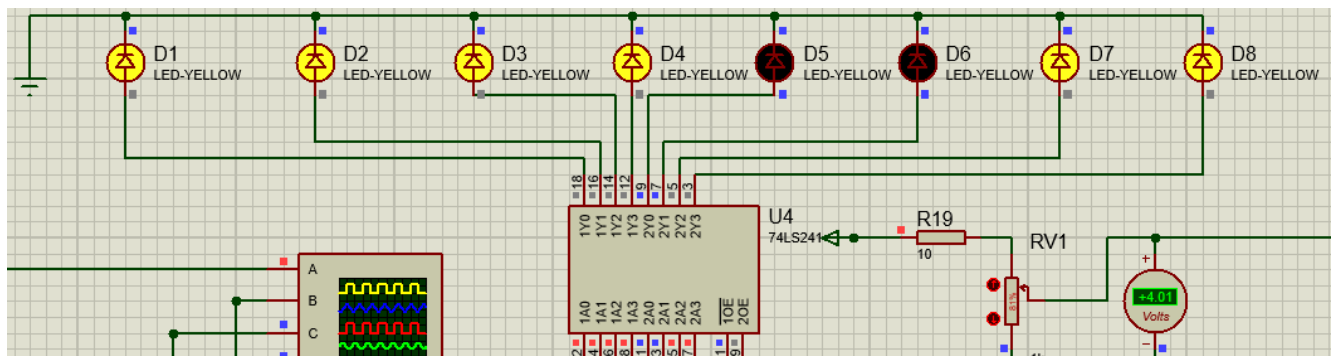 D1
LED-YELLOW
D2
LED-YELLOW
D3
LED-YELLOW
D4
LED-YELLOW
D5
LED-YELLOW
D6
LED-YELLOW
D7
LED-YELLOW
D8
LED-YELLOW
18
16
14
12
9
7
5
3
1Y0
1Y1
1Y2
1Y3
2Y0
2Y1
2Y2
2Y3
U4
74LS241
R19
10
RV1
81%
+4.01
Volts
A
B
C
1A0
1A1
1A2
1A3
2A0
2A1
2A2
2A3
1OE
2OE